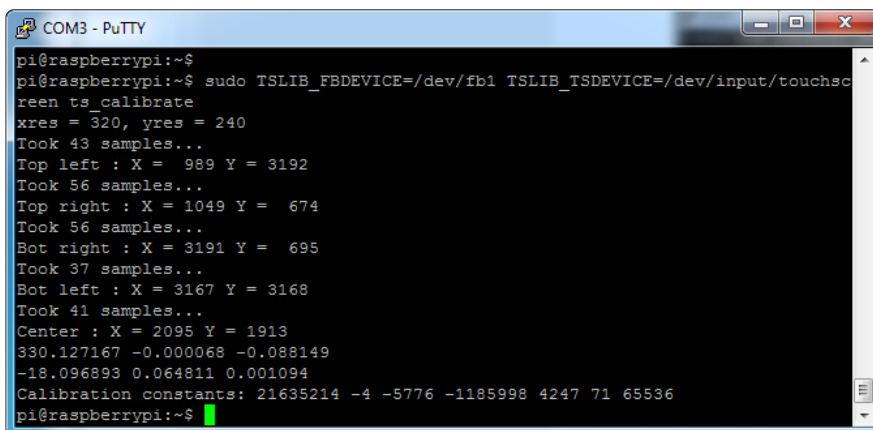 COM3 - PuTTY
pi@raspberrypi:~$
pi@raspberrypi:~$ sudo TSLIB_FBDEVICE=/dev/fb1 TSLIB_TSDEVICE=/dev/input/touchsc
reen ts_calibrate
xres = 320, yres = 240
Took 43 samples...
Top left : X =  989 Y = 3192
Took 56 samples...
Top right : X = 1049 Y =  674
Took 56 samples...
Bot right : X = 3191 Y =  695
Took 37 samples...
Bot left : X = 3167 Y = 3168
Took 41 samples...
Center : X = 2095 Y = 1913
330.127167 -0.000068 -0.088149
-18.096893 0.064811 0.001094
Calibration constants: 21635214 -4 -5776 -1185998 4247 71 65536
pi@raspberrypi:~$